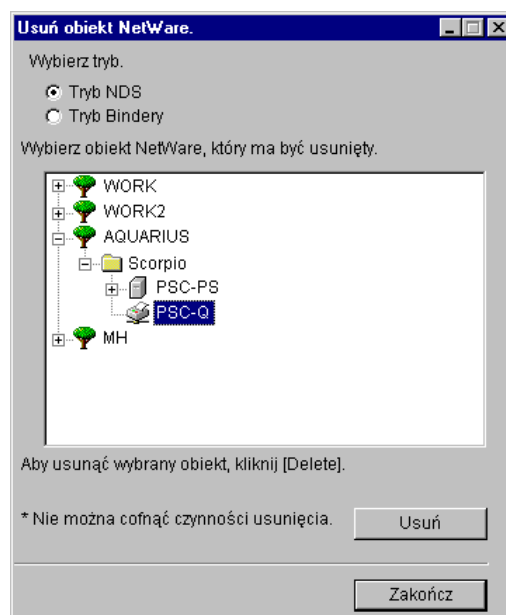 Usuń obiekt NetWare.
Wybierz tryb.
Tryb NDS
Tryb Bindery
Wybierz obiekt NetWare, który ma być usunięty.
WORK
WORK2
AQUARIUS
Scorpio
PSC-PS
PSC-Q
MH
Aby usunąć wybrany obiekt, kliknij [Delete].
* Nie można cofnąć czynności usunięcia.
Usuń
Zakończ